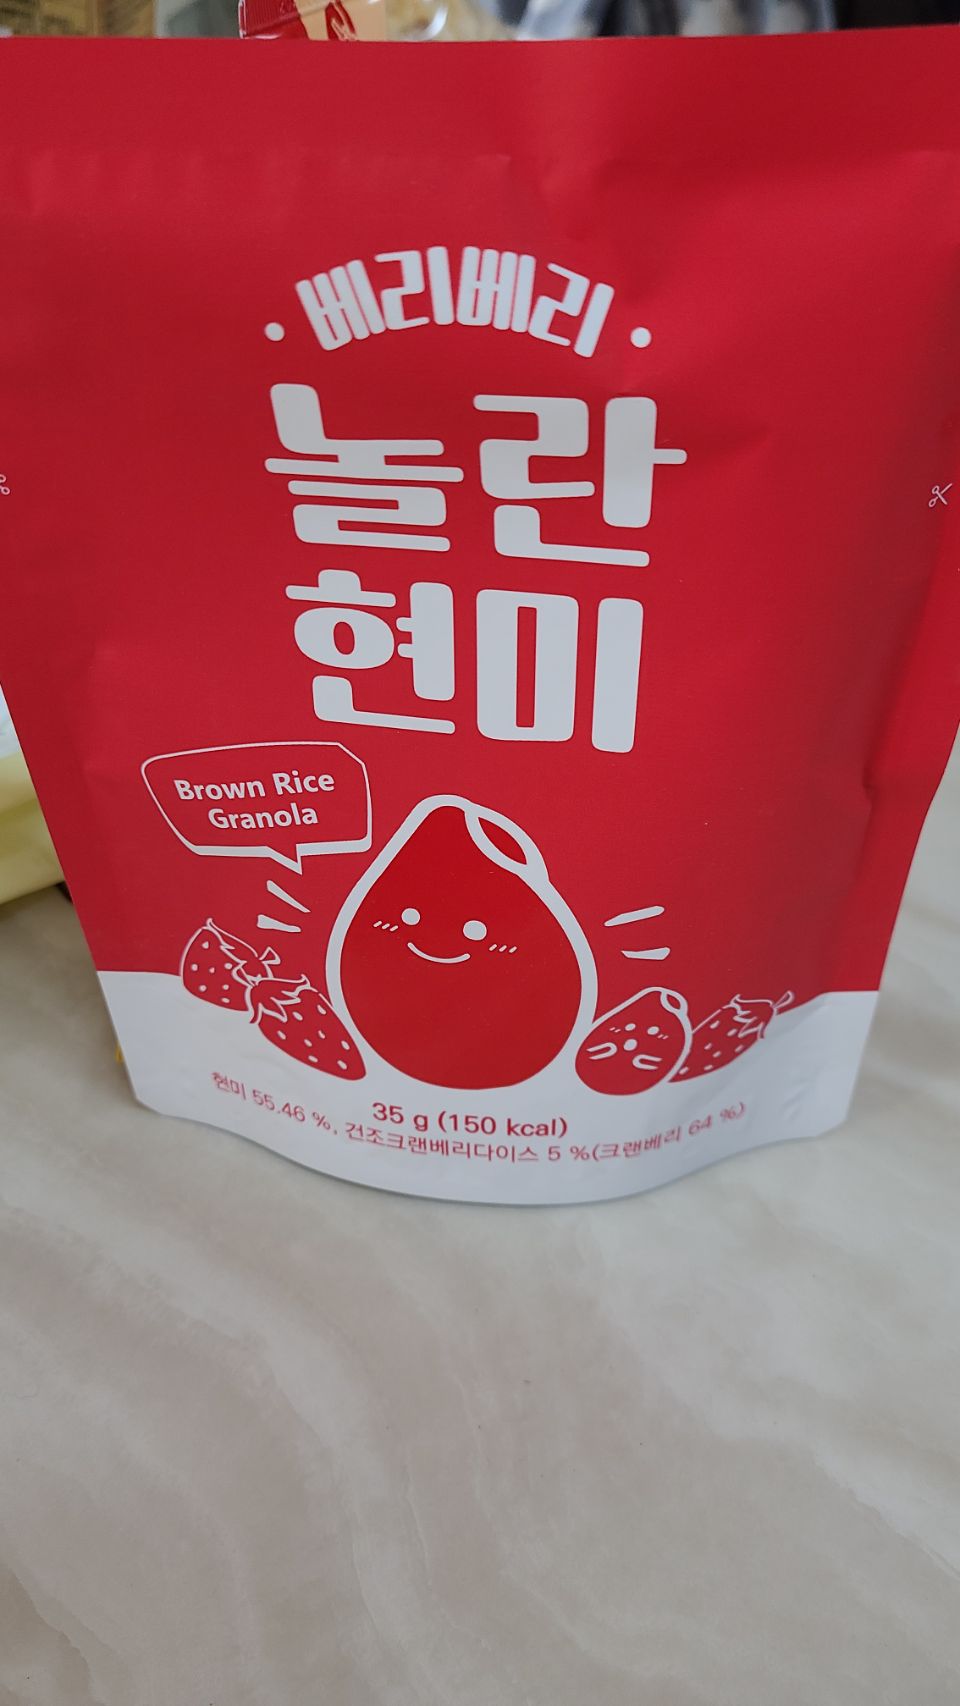 베리베리
놀란
현미
Brown Rice
Granola
35 g (150 kcal)
현미 55.46 %, 건조크랜베리다이스 5 %(크랜베리 64 %)